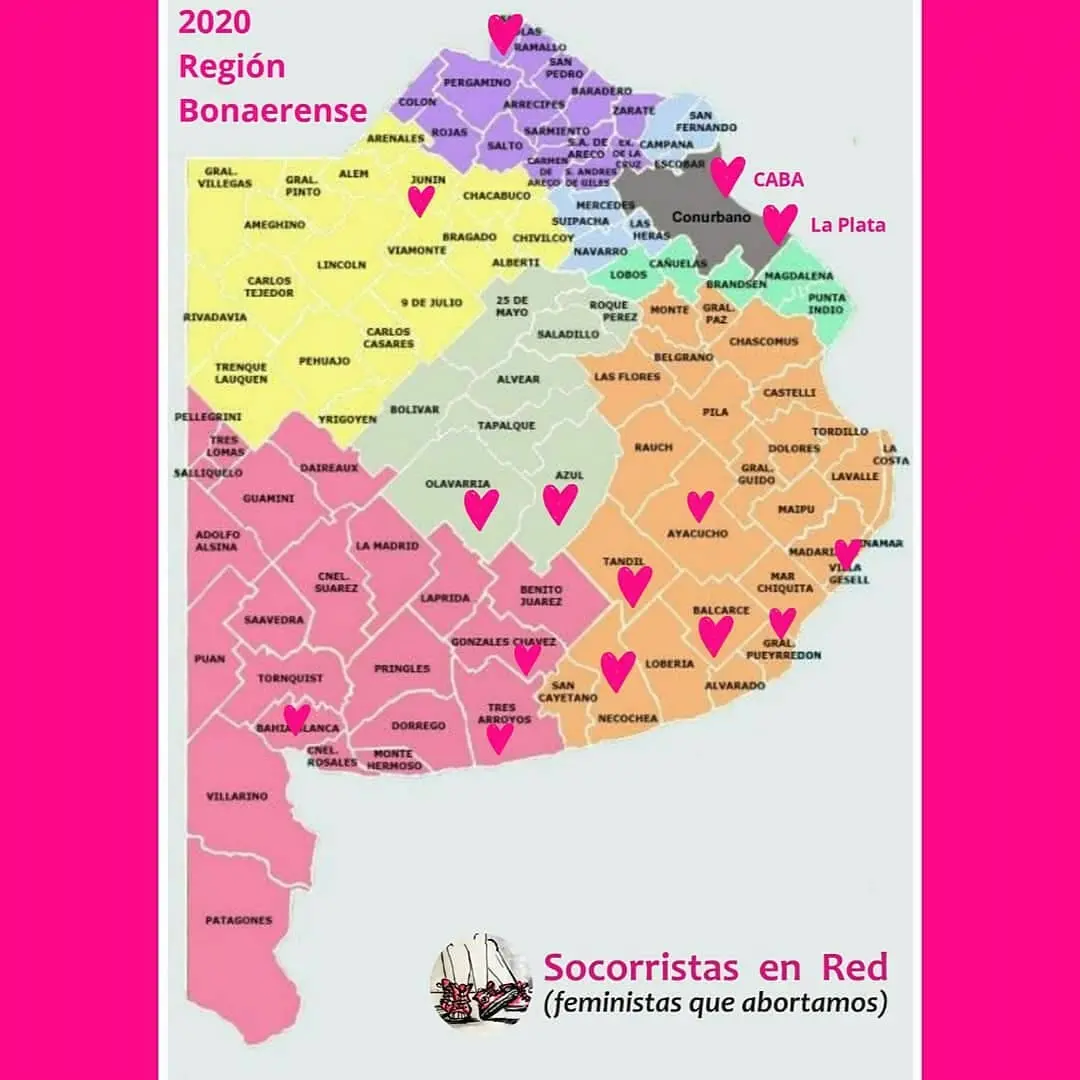 2020
Región
Bonaerense
LAS
RAMALLO
SAN
PEDRO
PERGAMINO
BARADERO
COLON
ARRECIFES
ZARATE
SAN
FERNANDO
ARENALES
ROJAS
SARMIENTO
SALTO
S.A. DE
ARECO
EX.
DE LA
CRUZ
CAMPANA
CARMEN
DE
ARECO
S. ANDRES
DE GILES
ESCOBAR
CABA
GRAL.
VILLEGAS
GRAL.
PINTO
ALEM
JUNIN
CHACABUCO
MERCEDES
Conurbano
La Plata
AMEGHINO
SUIPACHA
LAS
HERAS
BRAGADO
CHIVILCOY
VIAMONTE
NAVARRO
LINCOLN
ALBERTI
CAÑUELAS
LOBOS
MAGDALENA
BRANDSEN
CARLOS
TEJEDOR
9 DE JULIO
25 DE
MAYO
ROQUE
PEREZ
MONTE
GRAL.
PAZ
PUNTA
INDIO
RIVADAVIA
CARLOS
CASARES
SALADILLO
CHASCOMUS
PEHUAJO
BELGRANO
TRENQUE
LAUQUEN
ALVEAR
LAS FLORES
CASTELLI
PELLEGRINI
YRIGOYEN
BOLIVAR
PILA
TAPALQUE
TORDILLO
TRES
LOMAS
RAUCH
DOLORES
LA
COSTA
SALLIQUELO
DAIREAUX
GRAL.
GUIDO
LAVALLE
OLAVARRIA
AZUL
GUAMINI
MAIPU
AYACUCHO
ADOLFO
ALSINA
LA MADRID
MADARI
INAMAR
TANDIL
VILLA
GESELL
CNEL.
SUAREZ
MAR
CHIQUITA
LAPRIDA
BENITO
JUAREZ
BALCARCE
SAAVEDRA
GONZALES CHAVEZ
GRAL.
PUEYRREDON
PUAN
PRINGLES
LOBERIA
TORNQUIST
SAN
CAYETANO
ALVARADO
TRES
ARROYOS
NECOCHEA
BAHIA BLANCA
DORREGO
CNEL.
ROSALES
MONTE
HERMOSO
VILLARINO
PATAGONES
Socorristas en Red
(feministas que abortamos)